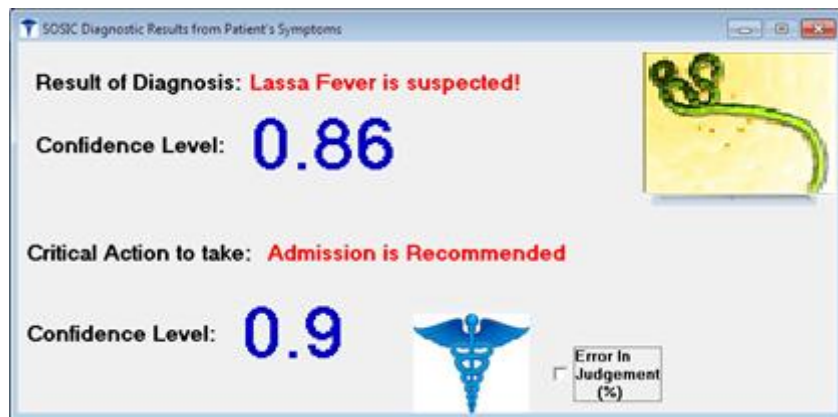 SOSIC Diagnostic Results from Patient's Symptoms
Result of Diagnosis: Lassa Fever is suspected!
Confidence Level: 0.86
Critical Action to take: Admission is Recommended
Confidence Level: 0.9
Error In
Judgement
(%)